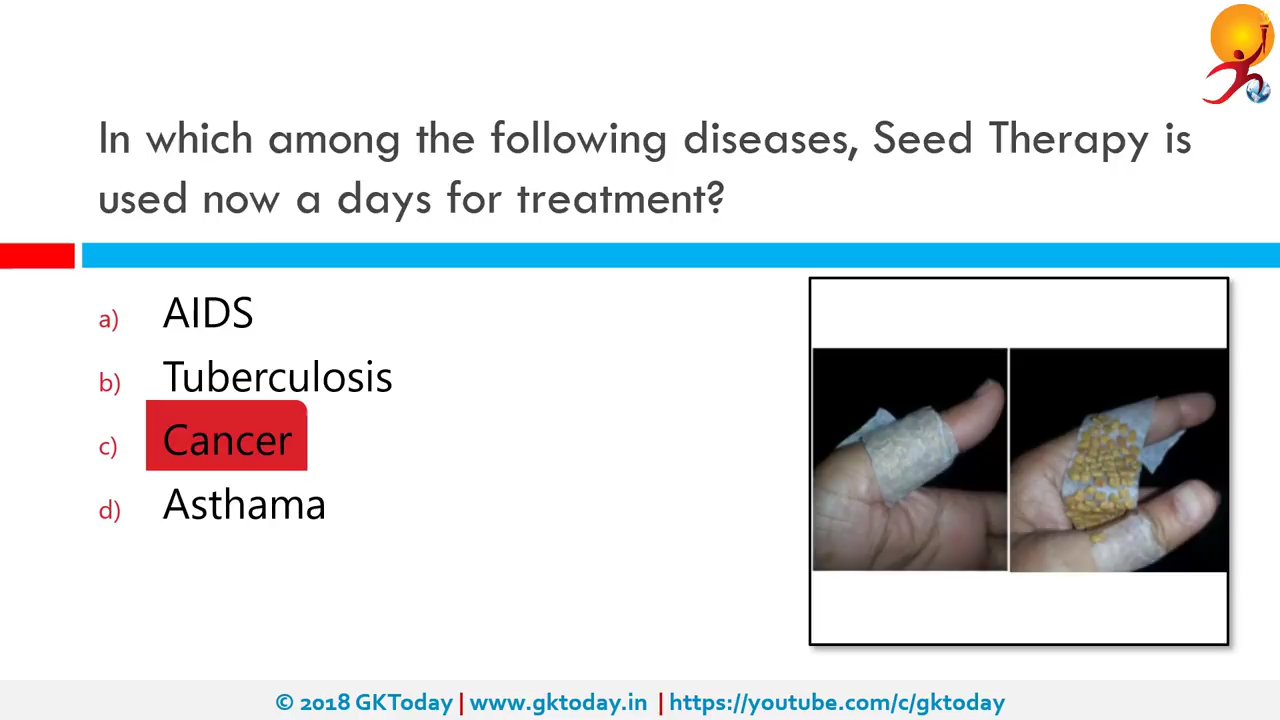 In which among the following diseases, Seed Therapy is
used now a days for treatment?
a) AIDS
b) Tuberculosis
c) Cancer
d) Asthama
© 2018 GKToday | www.gktoday.in | https://youtube.com/c/gktoday